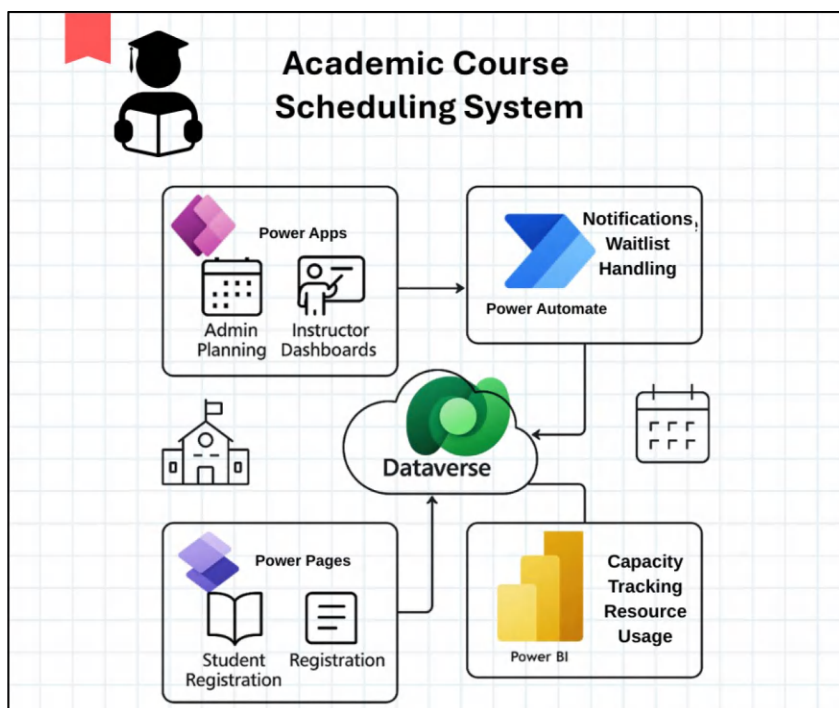 Academic Course
Scheduling System
Power Apps
Admin
Planning
Instructor
Dashboards
Notifications,
Waitlist
Handling
Power Automate
Dataverse
Power Pages
Student
Registration
Registration
Capacity
Tracking
Resource
Usage
Power BI